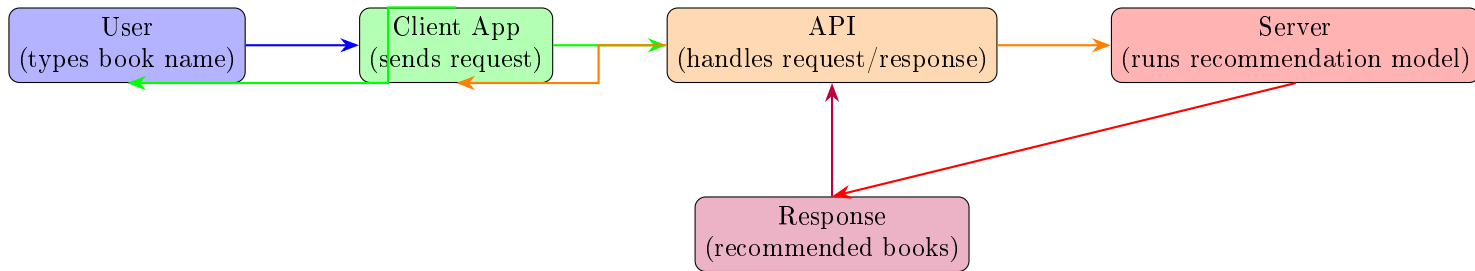 User
(types book name)
Client App
(sends request)
API
(handles request/response)
Server
(runs recommendation model)
Response
(recommended books)